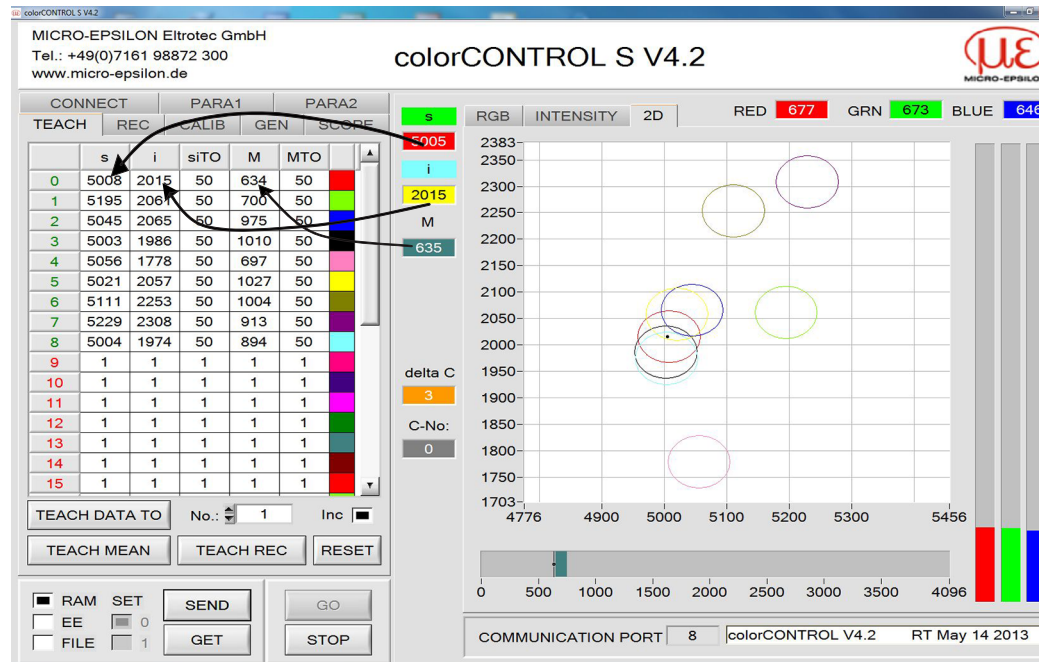 colorCONTROL S V4.2
MICRO-EPSILON Eltrotec GmbH
Tel.: +49(0)7161 98872 300
www.micro-epsilon.de
colorCONTROL S V4.2
με
MICRO-EPSILO
CONNECT PARA1 PARA2
TEACH REC CALIB GEN SCOPE
s i siTO M MTO
0 5008 2015 50 634 50
1 5195 206 50 700 50
2 5045 2065 50 975 50
3 5003 1986 50 1010 50
4 5056 1778 50 697 50
5 5021 2057 50 1027 50
6 5111 2253 50 1004 50
7 5229 2308 50 913 50
8 5004 1974 50 894 50
9 1 1 1 1 1
10 1 1 1 1 1
11 1 1 1 1 1
12 1 1 1 1 1
13 1 1 1 1 1
14 1 1 1 1 1
15 1 1 1 1 1
TEACH DATA TO No.: 1 Inc
TEACH MEAN TEACH REC RESET
RAM SET SEND GO
EE 0
FILE 1 GET STOP
s
5005
i
2015
M
635
delta C
3
C-No:
0
RGB INTENSITY 2D RED 677 GRN 673 BLUE 646
2383
2350
2300
2250
2200
2150
2100
2050
2000
1950
1900
1850
1800
1750
1703
4776 4900 5000 5100 5200 5300 5456
0 500 1000 1500 2000 2500 3000 3500 4096
COMMUNICATION PORT 8 colorCONTROL V4.2 RT May 14 2013